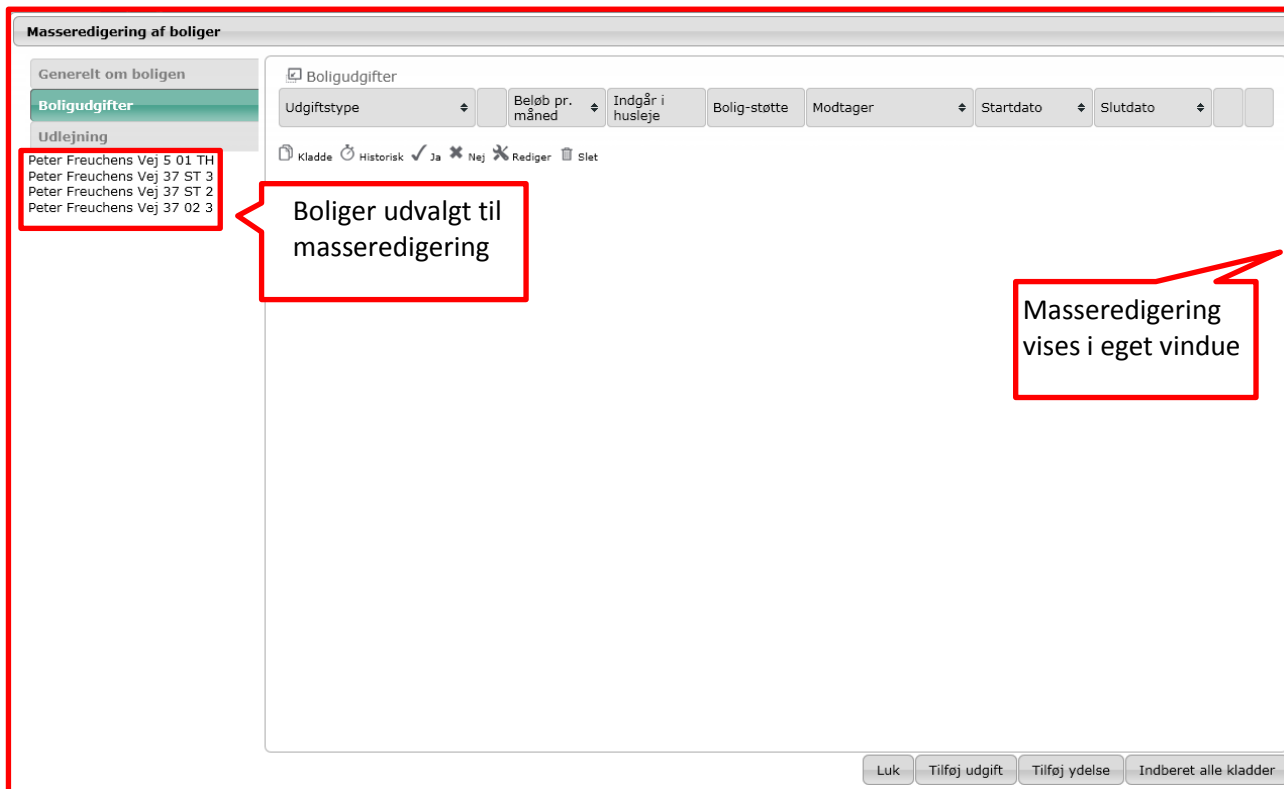 Masseredigering af boliger
Generelt om boligen
Boligudgifter
Udlejning
Peter Freuchens Vej 5 01 TH
Peter Freuchens Vej 37 ST 3
Peter Freuchens Vej 37 ST 2
Peter Freuchens Vej 37 02 3
Boligudgifter
Udgiftstype Beløb pr. måned Indgår i husleje Bolig-støtte Modtager Startdato Slutdato
Kladde Historisk Ja Nej Rediger Slet
Boliger udvalgt til
masseredigering
Masseredigering
vises i eget vindue
Luk Tilføj udgift Tilføj ydelse Indberet alle kladder